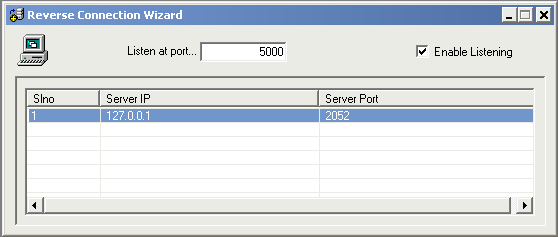 Reverse Connection Wizard
Listen at port... 5000 Enable Listening
Slno Server IP Server Port
1 127.0.0.1 2052